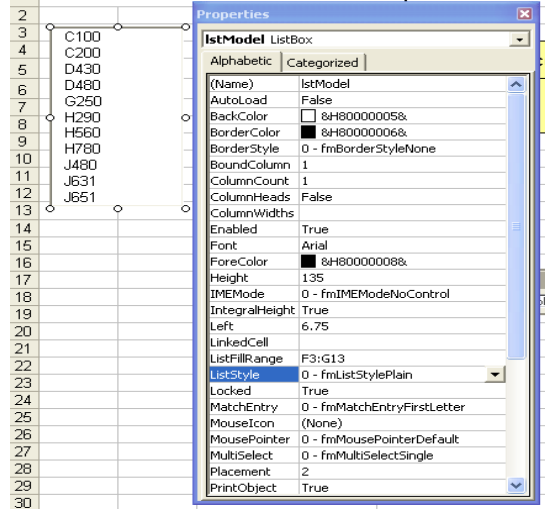 Properties
lstModel ListBox
Alphabetic Categorized
(Name) lstModel
AutoLoad False
BackColor &H80000005&
BorderColor &H80000006&
BorderStyle 0 - fmBorderStyleNone
BoundColumn 1
ColumnCount 1
ColumnHeads False
ColumnWidths
Enabled True
Font Arial
ForeColor &H80000008&
Height 135
IMEMode 0 - fmIMEModeNoControl
IntegralHeight True
Left 6.75
LinkedCell
ListFillRange F3:G13
ListStyle 0 - fmListStylePlain
Locked True
MatchEntry 0 - fmMatchEntryFirstLetter
MouseIcon (None)
MousePointer 0 - fmMousePointerDefault
MultiSelect 0 - fmMultiSelectSingle
Placement 2
PrintObject True
C100
C200
D430
D480
G250
H290
H560
H780
J480
J631
J651
2
3
4
5
6
7
8
9
10
11
12
13
14
15
16
17
18
19
20
21
22
23
24
25
26
27
28
29
30